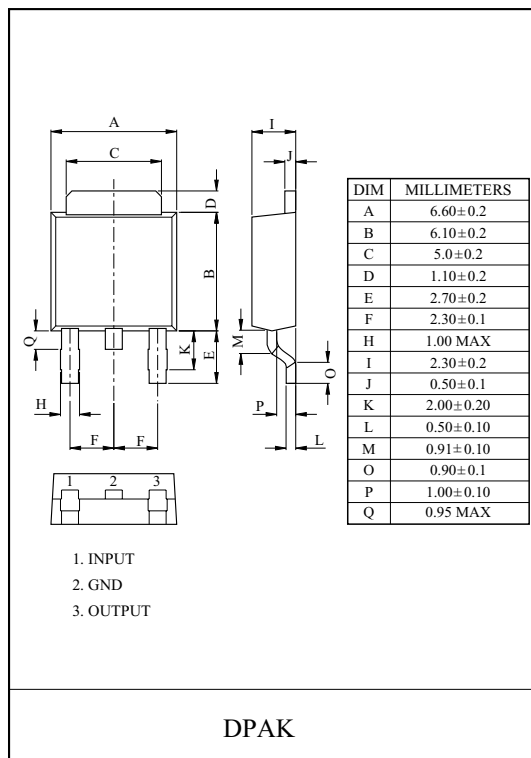 A
C
D
B
Q
K
E
H
F F
1 2 3
I
J
M
O
P
L
DIM MILLIMETERS
A 6.60±0.2
B 6.10±0.2
C 5.0±0.2
D 1.10±0.2
E 2.70±0.2
F 2.30±0.1
H 1.00 MAX
I 2.30±0.2
J 0.50±0.1
K 2.00±0.20
L 0.50±0.10
M 0.91±0.10
O 0.90±0.1
P 1.00±0.10
Q 0.95 MAX
1. INPUT
2. GND
3. OUTPUT
DPAK